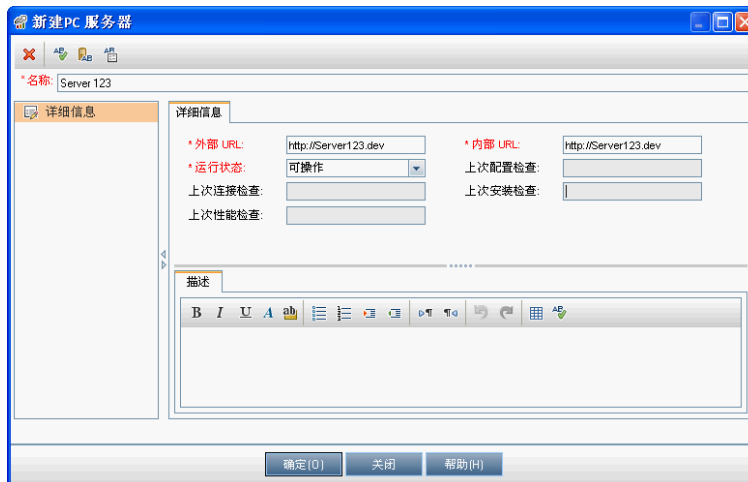 新建PC 服务器
*名称: Server 123
详细信息
详细信息
*外部 URL: http://Server123.dev *内部 URL: http://Server123.dev
*运行状态: 可操作 上次配置检查:
上次连接检查: 上次安装检查:
上次性能检查:
描述
B I U A ab
确定(O) 关闭 帮助(H)